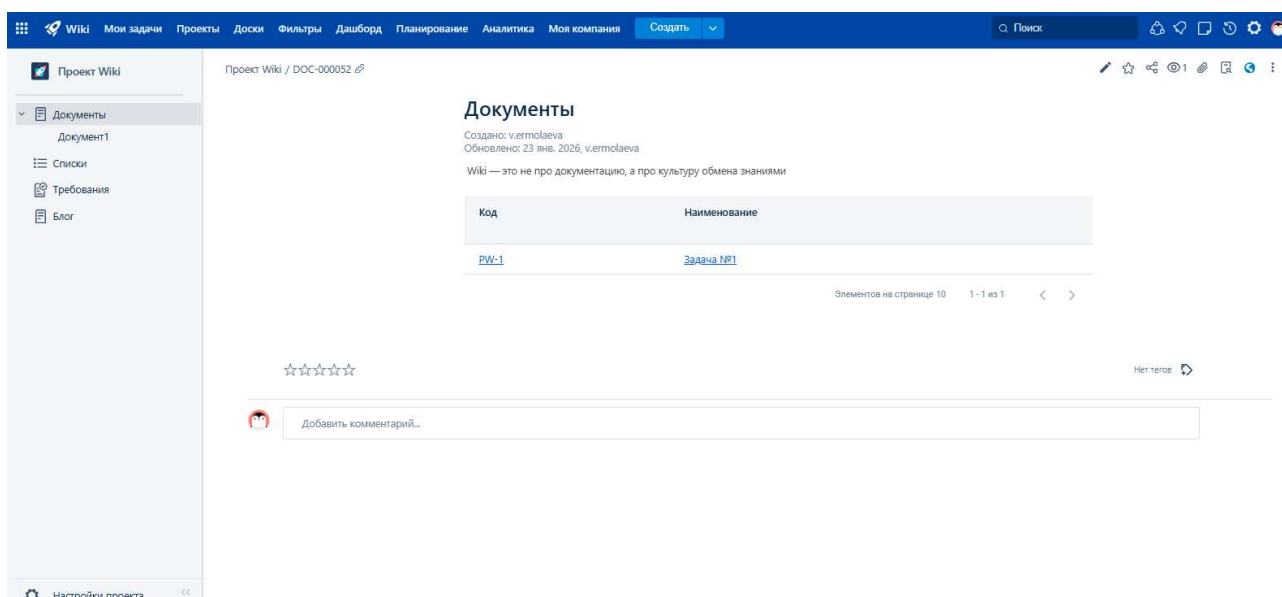 Wiki Мои задачи Проекты Доски Фильтры Дашборд Планирование Аналитика Моя компания Создать Поиск
Проект Wiki
Проект Wiki / DOC-000052
1
Документы
Документ1
Списки
Требования
Блог
Документы
Создано: v.ermolaeva
Обновлено: 23 янв. 2026, v.ermolaeva
Wiki — это не про документацию, а про культуру обмена знаниями
Код Наименование
PW-1 Задача №1
Элементов на странице 10 1 - 1 из 1
Нет тегов
Добавить комментарий...
Настройки проекта